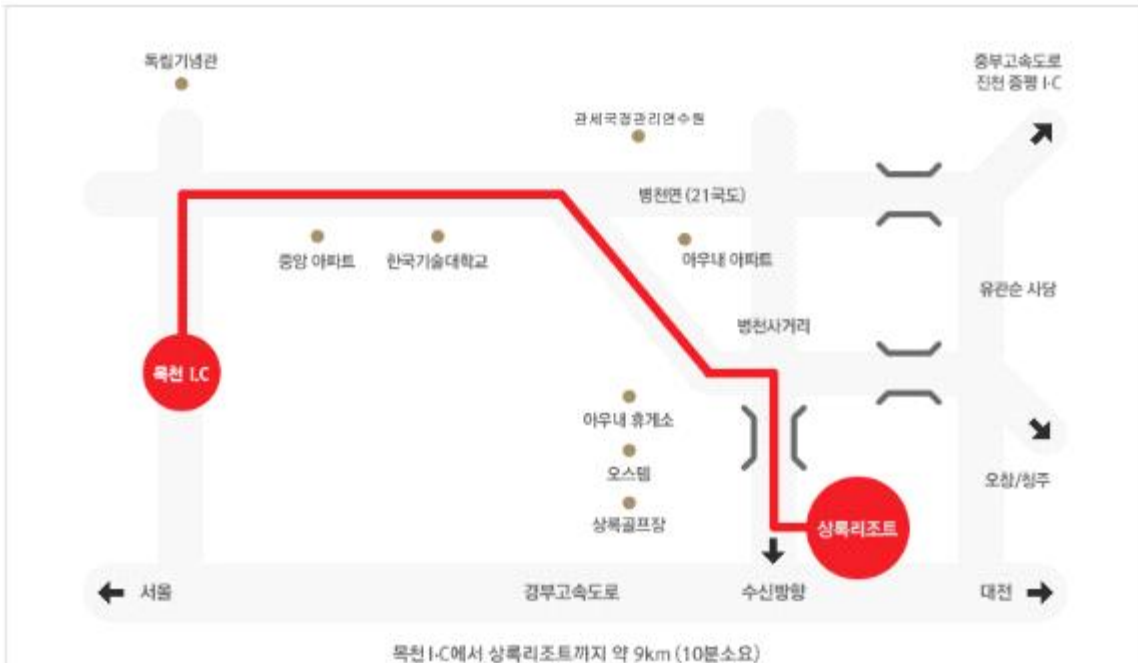 독립기념관
중부고속도로
진천 증평 I·C
관세국경관리연수원
병천면 (21국도)
중앙 아파트
한국기술대학교
아우내 아파트
유관순 사당
병천사거리
목천 I.C
아우내 휴게소
오스템
오창/청주
상록골프장
상록리조트
서울
경부고속도로
수신방향
대전
목천 I·C에서 상록리조트까지 약 9km (10분소요)